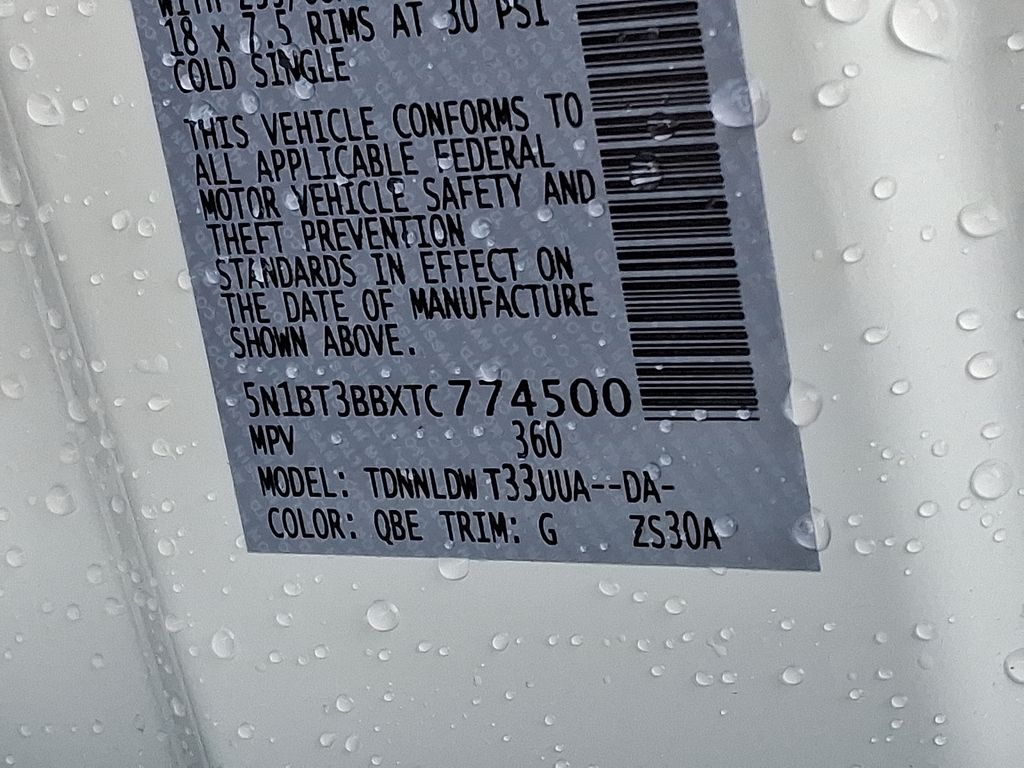 18 x 7.5 RIMS AT 30 PSI
COLD SINGLE
THIS VEHICLE CONFORMS TO
ALL APPLICABLE FEDERAL
MOTOR VEHICLE SAFETY AND
THEFT PREVENTION
STANDARDS IN EFFECT ON
THE DATE OF MANUFACTURE
SHOWN ABOVE.
5N1BT3BBXTC774500
MPV 360
MODEL: TDNNLDW T33UUA--DA-
COLOR: QBE TRIM: G ZS30A